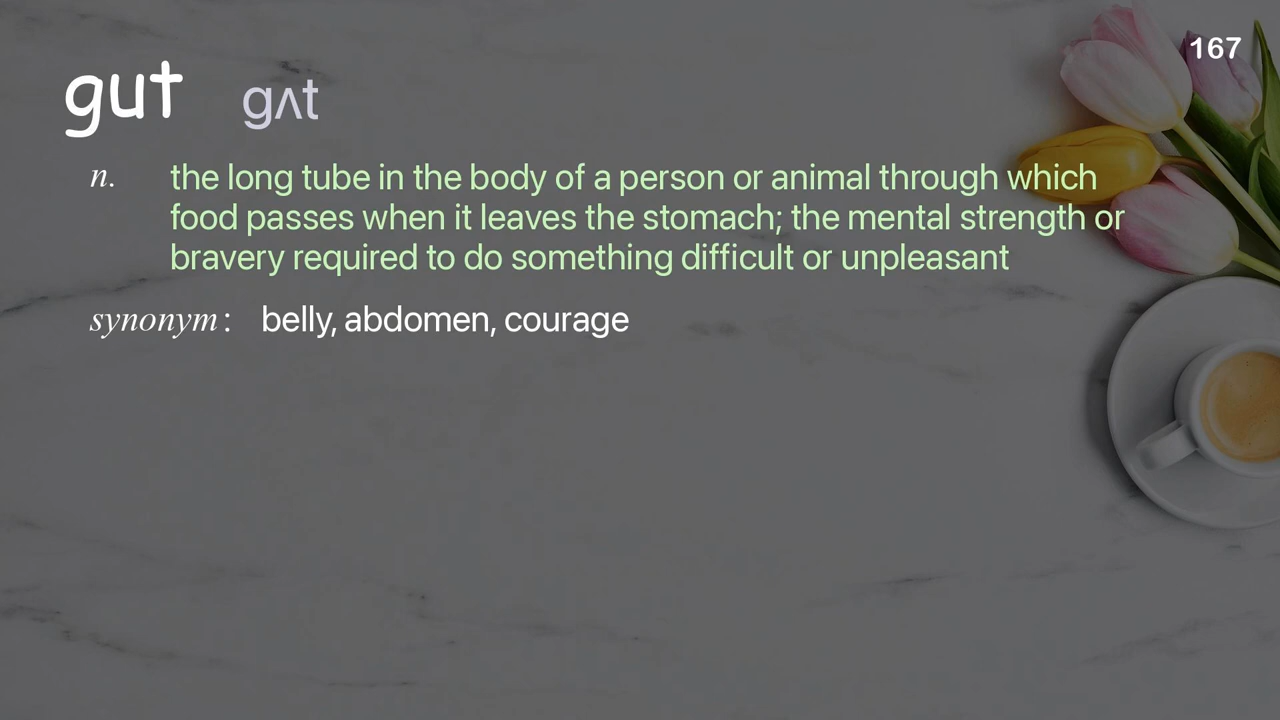 167
gut gʌt
n. the long tube in the body of a person or animal through which
food passes when it leaves the stomach; the mental strength or
bravery required to do something difficult or unpleasant
synonym: belly, abdomen, courage